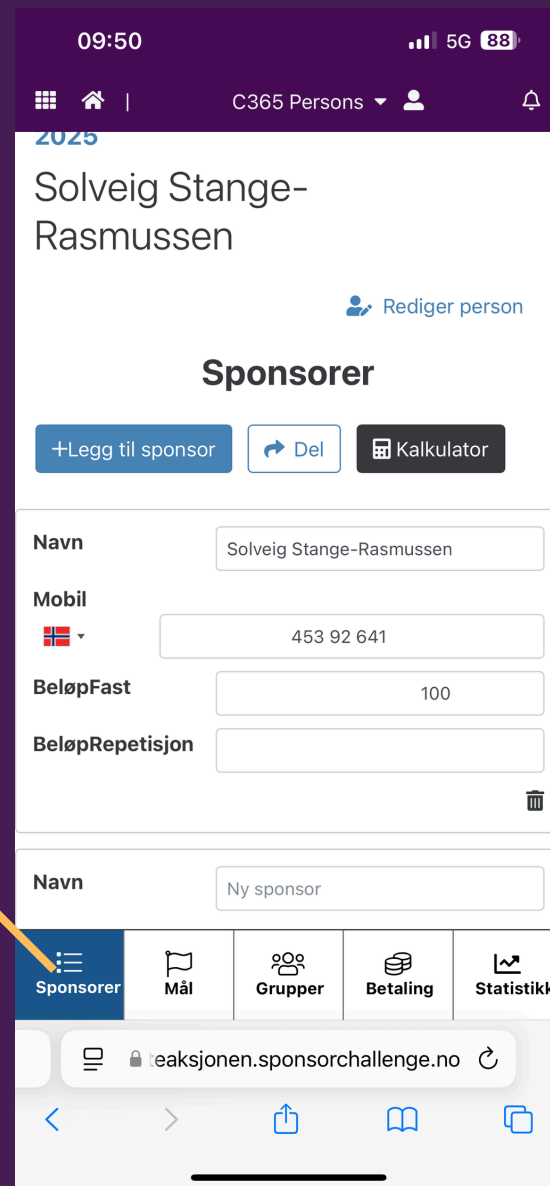 09:50 5G 88
| C365 Persons
2025
Solveig Stange-
Rasmussen
Rediger person
Sponsorer
+Legg til sponsor Del Kalkulator
Navn Solveig Stange-Rasmussen
Mobil
453 92 641
BeløpFast 100
BeløpRepetisjon
Navn Ny sponsor
Sponsorer Mål Grupper Betaling Statistikk
teaksjonen.sponsorchallenge.no